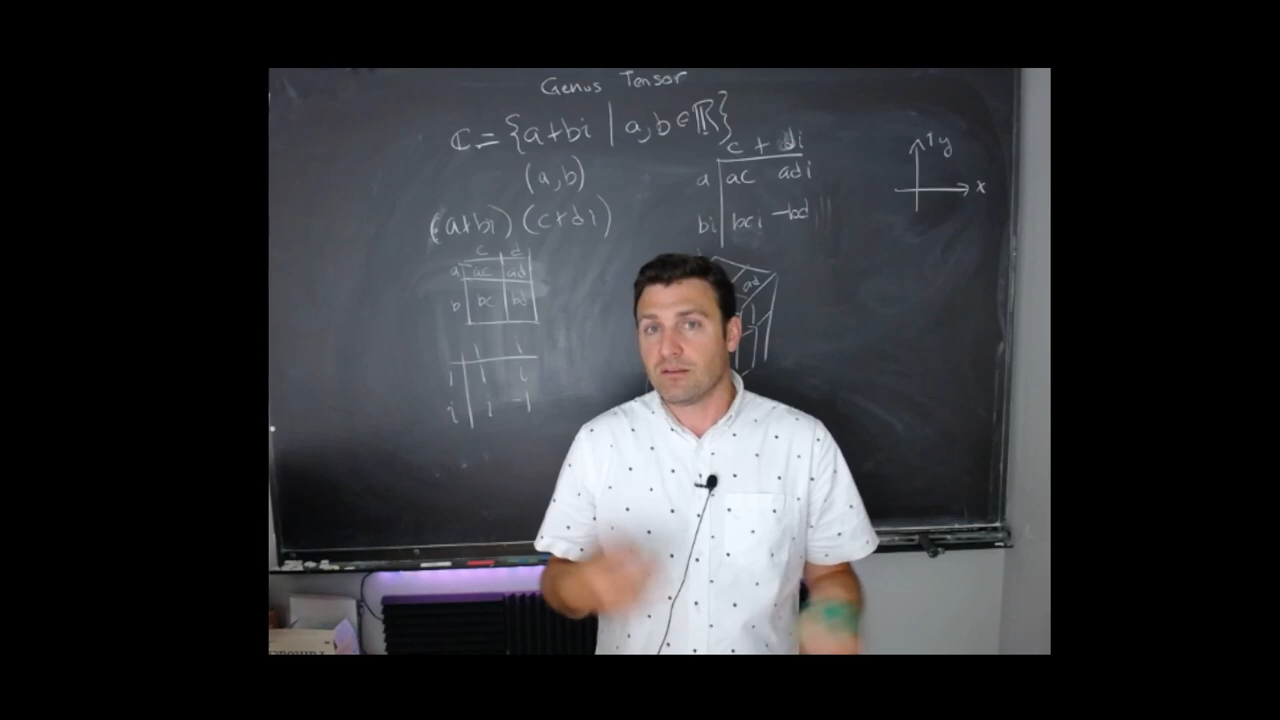 Genus Tensor
ℂ = {a+bi | a,b ∈ ℝ}
(a,b)
(a+bi)(c+di)
c + di
a ac adi
bi bci -bd
c d
a ac ad
b bc bd
1 i
1 1 i
i i -1
ad
1
y
x